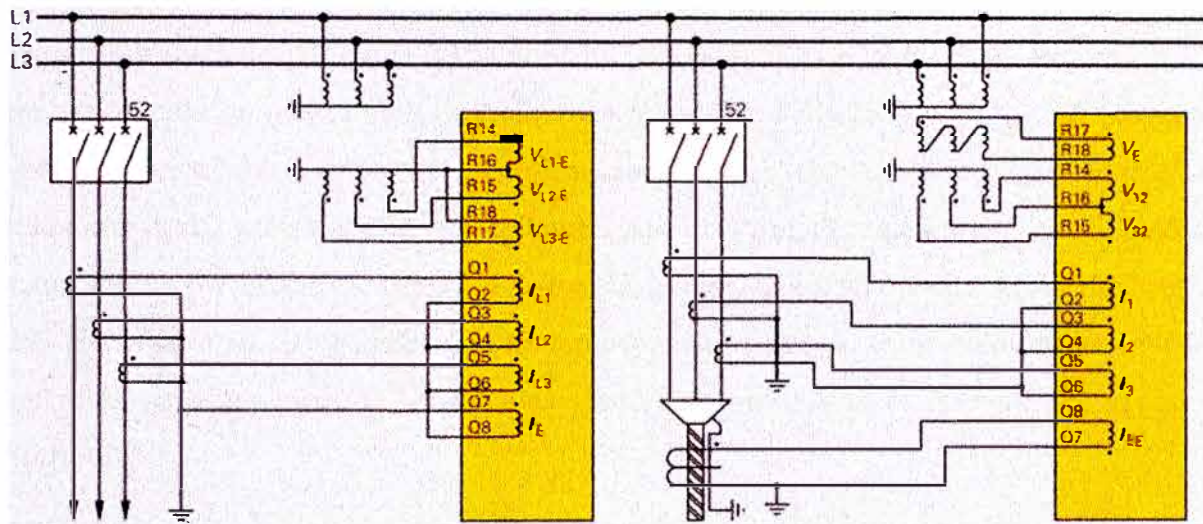 L1
L2
L3
52
R14
R16
R15
R18
R17
V L1-E
V L2-E
V L3-E
Q1
Q2
Q3
Q4
Q5
Q6
Q7
Q8
I L1
I L2
I L3
I E
52
R17
R18
R14
R16
R15
V E
V 12
V 32
Q1
Q2
Q3
Q4
Q5
Q6
Q8
Q7
I 1
I 2
I 3